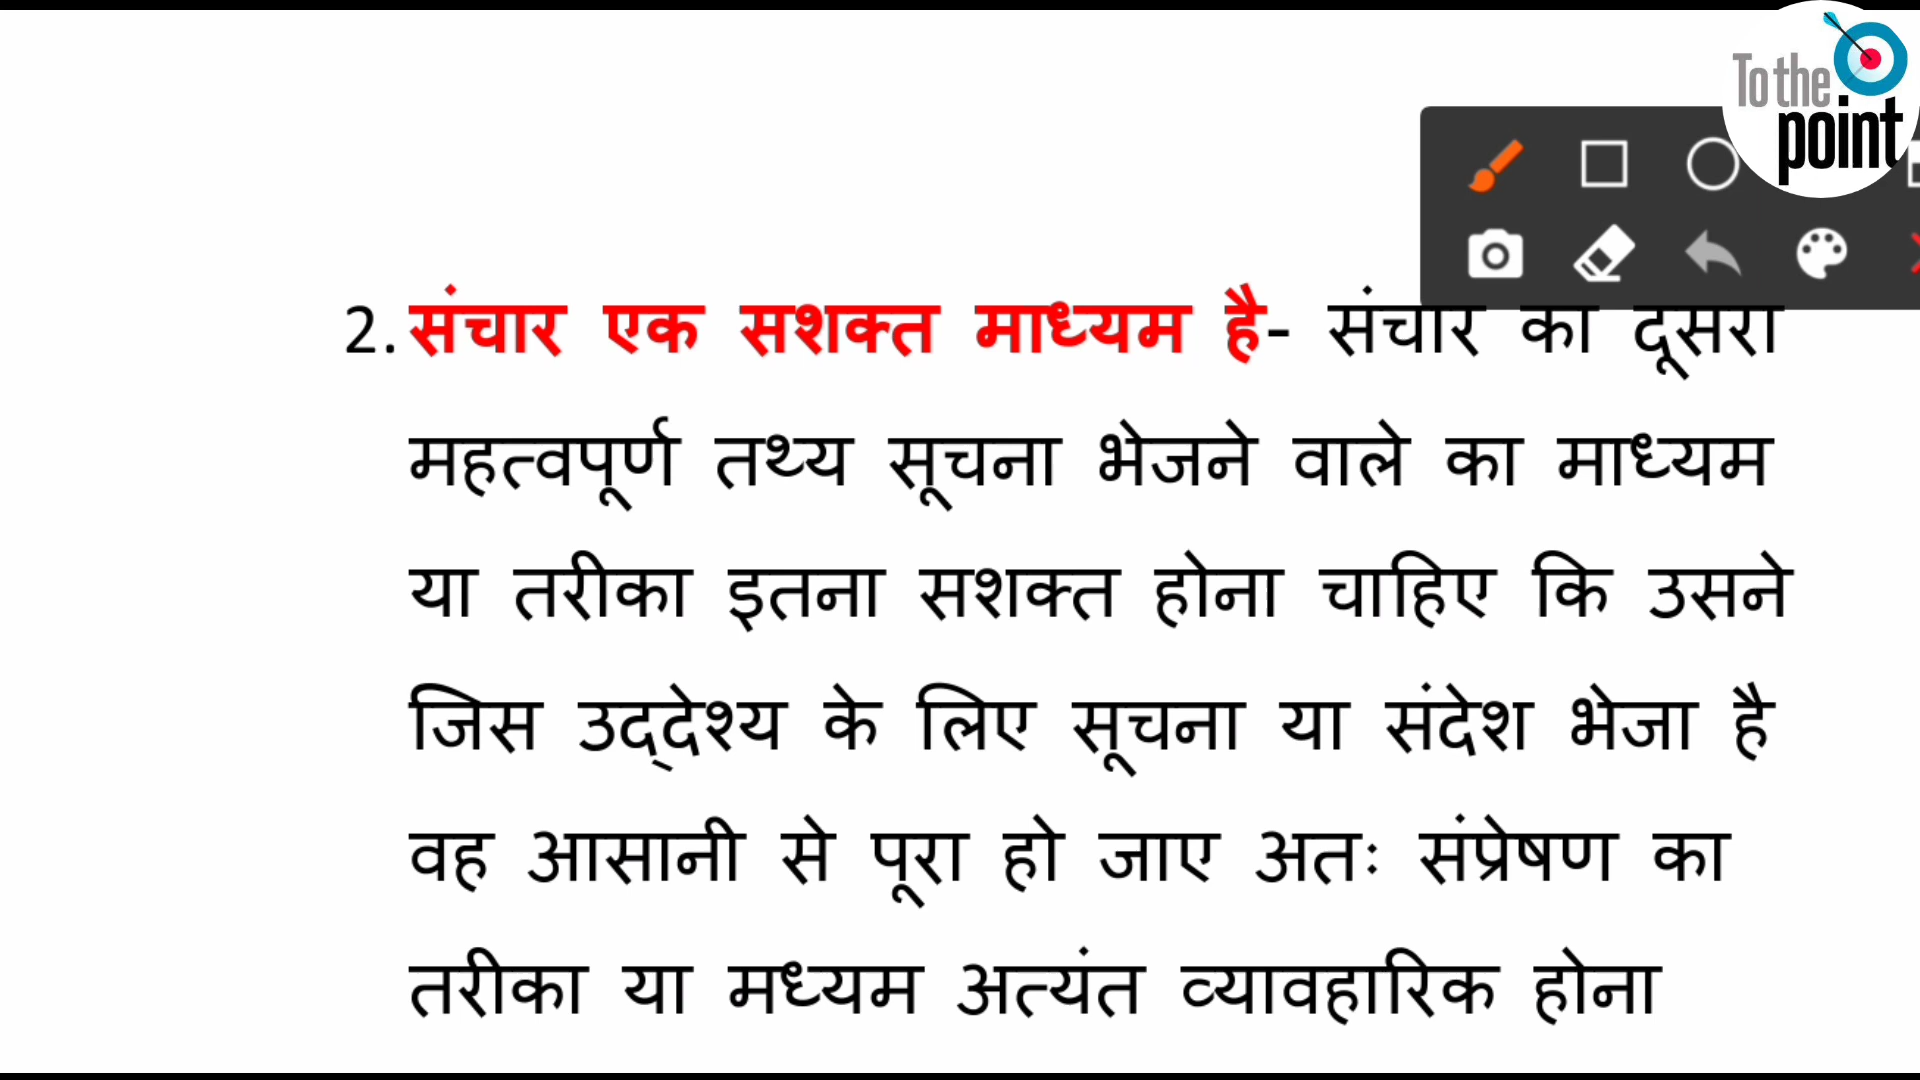 To the
point
2. संचार एक सशक्त माध्यम है- संचार का दूसरा
महत्वपूर्ण तथ्य सूचना भेजने वाले का माध्यम
या तरीका इतना सशक्त होना चाहिए कि उसने
जिस उद्‌देश्य के लिए सूचना या संदेश भेजा है
वह आसानी से पूरा हो जाए अतः संप्रेषण का
तरीका या मध्यम अत्यंत व्यावहारिक होना